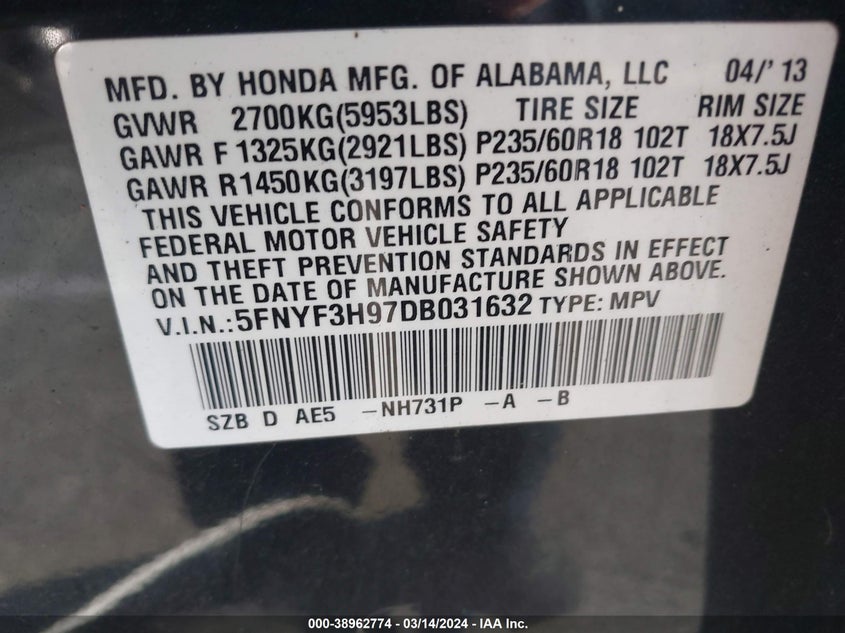 MFD. BY HONDA MFG. OF ALABAMA, LLC 04/'13
GVWR 2700KG(5953LBS) TIRE SIZE RIM SIZE
GAWR F 1325KG(2921LBS) P235/60R18 102T 18X7.5J
GAWR R1450KG(3197LBS) P235/60R18 102T 18X7.5J
THIS VEHICLE CONFORMS TO ALL APPLICABLE
FEDERAL MOTOR VEHICLE SAFETY
AND THEFT PREVENTION STANDARDS IN EFFECT
ON THE DATE OF MANUFACTURE SHOWN ABOVE.
V.I.N.:5FNYF3H97DB031632 TYPE: MPV
SZB D AE5 -NH731P -A -B
000-38962774 — 03/14/2024 — IAA Inc.